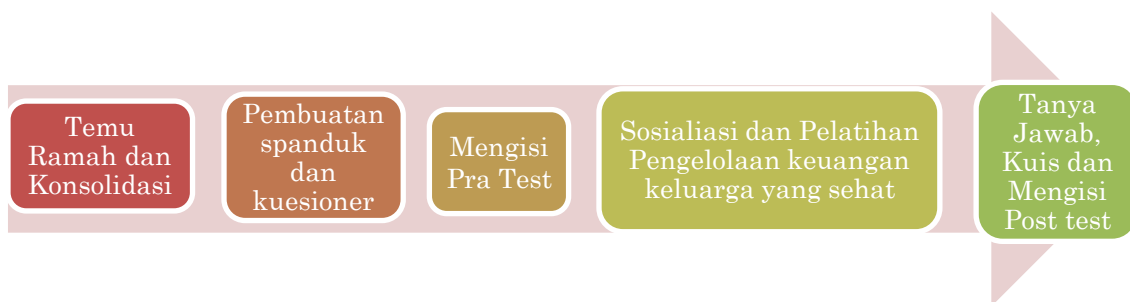 Temu
Ramah dan
Konsolidasi
Pembuatan
spanduk
dan
kuesioner
Mengisi
Pra Test
Sosialiasi dan Pelatihan
Pengelolaan keuangan
keluarga yang sehat
Tanya
Jawab,
Kuis dan
Mengisi
Post test